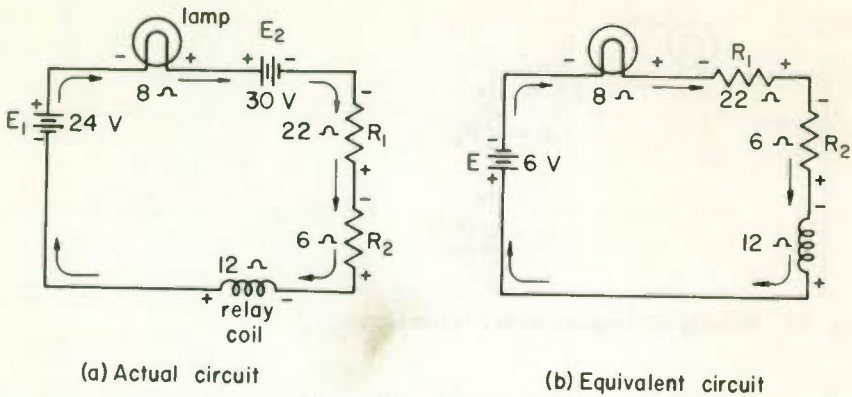 lamp
E2
8 Ω
30 V
E1 24 V
22 Ω R1
6 Ω R2
12 Ω
relay
coil
(a) Actual circuit
R1
8 Ω
22 Ω
6 Ω R2
E 6 V
12 Ω
(b) Equivalent circuit